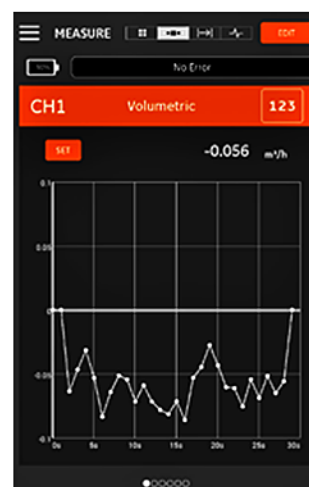 MEASURE EDIT
No Error
CH1 Volumetric 123
SET -0.056 m³/h
0.1
0.05
0
-0.05
-0.1
0s 5s 10s 15s 20s 25s 30s